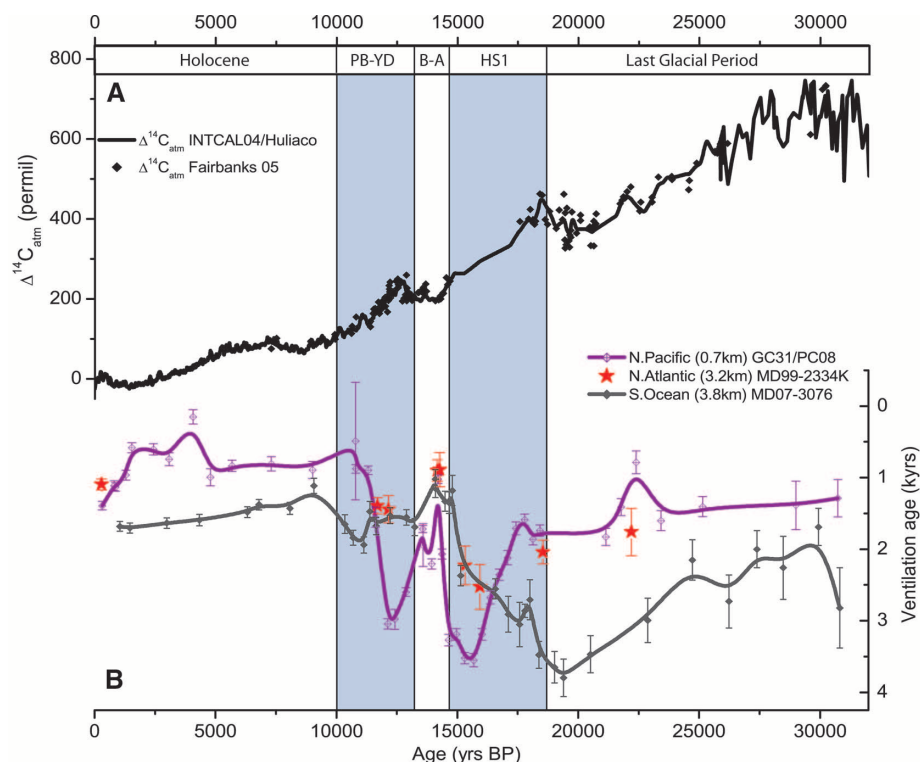 0 5000 10000 15000 20000 25000 30000
Holocene PB-YD B-A HS1 Last Glacial Period
A
Δ¹⁴C_atm INTCAL04/Huliaco
Δ¹⁴C_atm Fairbanks 05
800
600
400
200
0
Δ¹⁴C_atm (permil)
N.Pacific (0.7km) GC31/PC08
N.Atlantic (3.2km) MD99-2334K
S.Ocean (3.8km) MD07-3076
0
1
2
3
4
Ventilation age (kyrs)
B
0 5000 10000 15000 20000 25000 30000
Age (yrs BP)